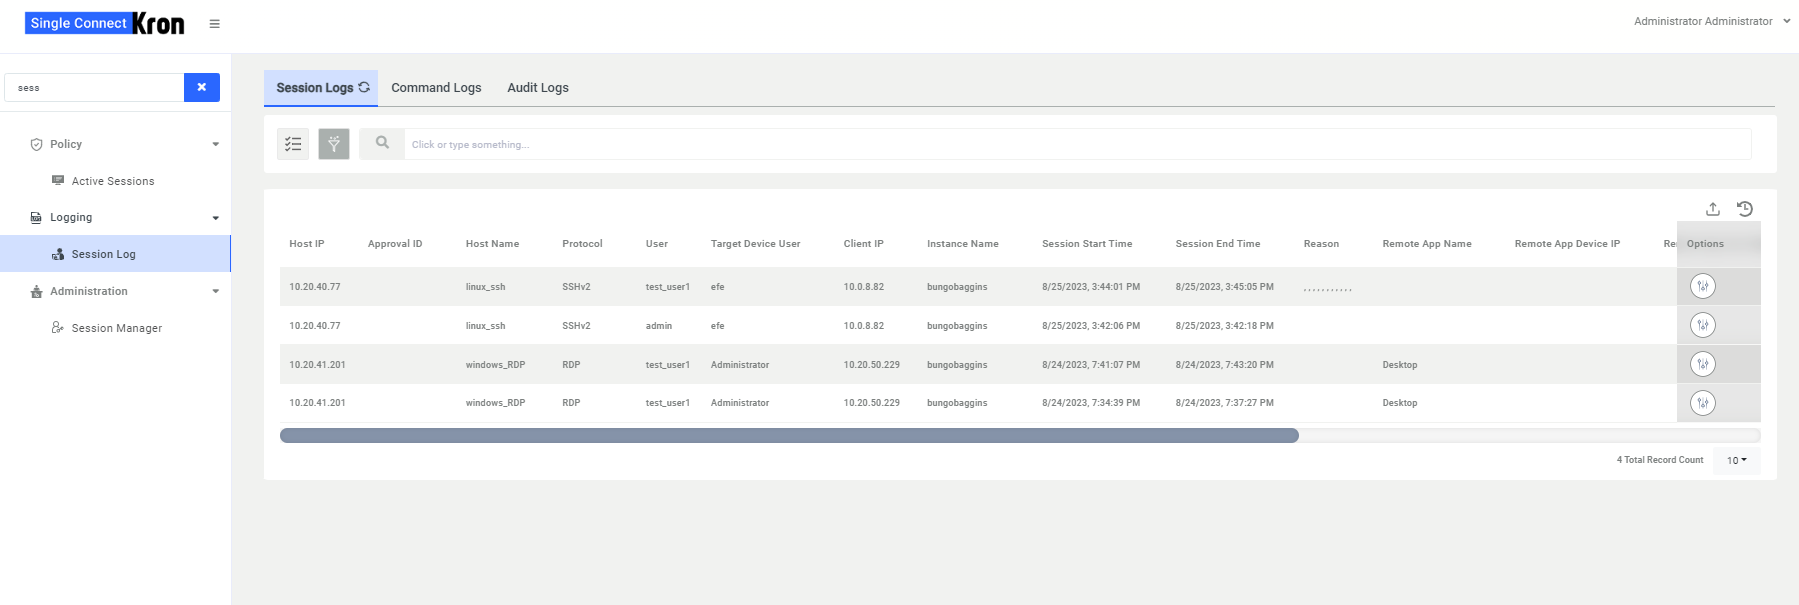 Single Connect Kron
Administrator Administrator
sess
Policy
Active Sessions
Logging
Session Log
Administration
Session Manager
Session Logs Command Logs Audit Logs
Click or type something...
Host IP Approval ID Host Name Protocol User Target Device User Client IP Instance Name Session Start Time Session End Time Reason Remote App Name Remote App Device IP Re Options
10.20.40.77 linux_ssh SSHv2 test_user1 efe 10.0.8.82 bungobaggins 8/25/2023, 3:44:01 PM 8/25/2023, 3:45:05 PM , , , , , , , , , , ,
10.20.40.77 linux_ssh SSHv2 admin efe 10.0.8.82 bungobaggins 8/25/2023, 3:42:06 PM 8/25/2023, 3:42:18 PM
10.20.41.201 windows_RDP RDP test_user1 Administrator 10.20.50.229 bungobaggins 8/24/2023, 7:41:07 PM 8/24/2023, 7:43:20 PM Desktop
10.20.41.201 windows_RDP RDP test_user1 Administrator 10.20.50.229 bungobaggins 8/24/2023, 7:34:39 PM 8/24/2023, 7:37:27 PM Desktop
4 Total Record Count 10